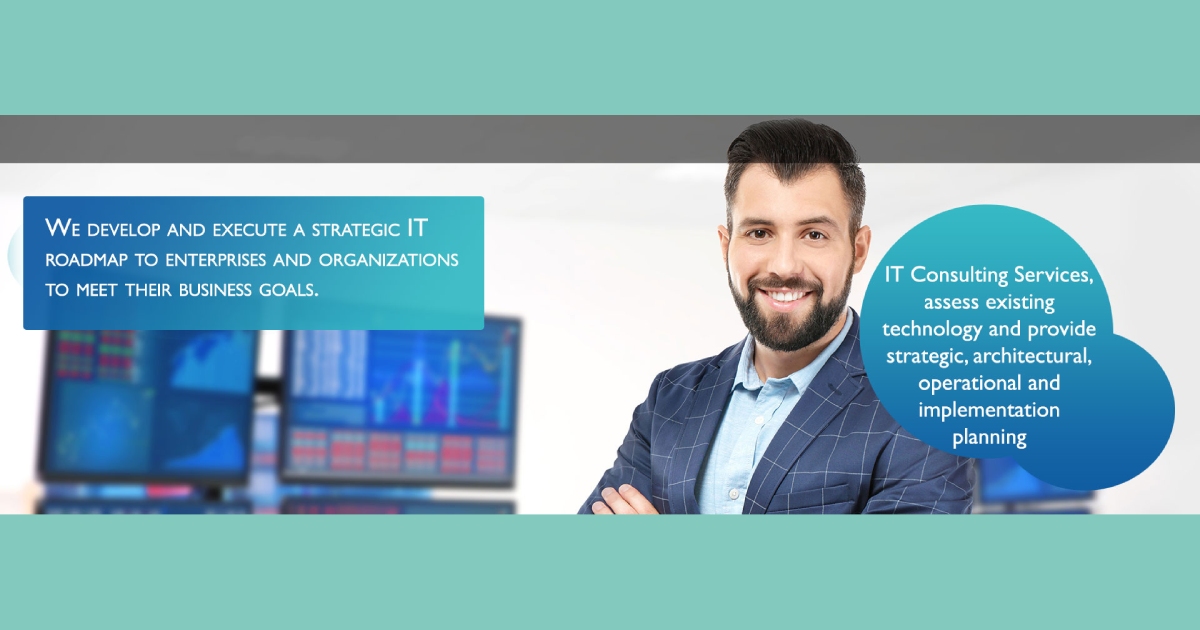 We develop and execute a strategic IT
roadmap to enterprises and organizations
to meet their business goals.
IT Consulting Services,
assess existing
technology and provide
strategic, architectural,
operational and
implementation
planning